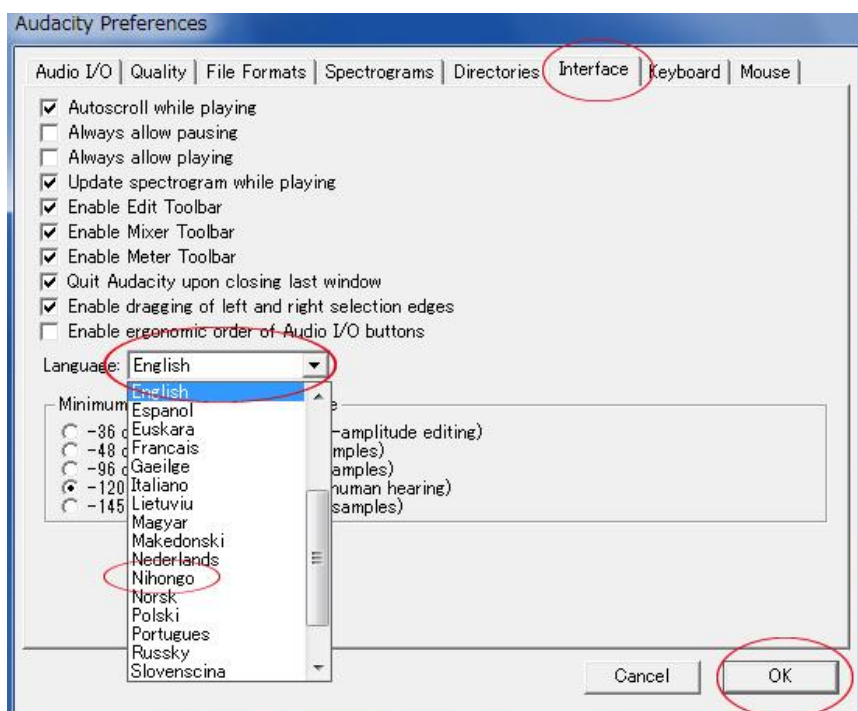 Audacity Preferences
Audio I/O Quality File Formats Spectrograms Directories Interface Keyboard Mouse
Autoscroll while playing
Always allow pausing
Always allow playing
Update spectrogram while playing
Enable Edit Toolbar
Enable Mixer Toolbar
Enable Meter Toolbar
Quit Audacity upon closing last window
Enable dragging of left and right selection edges
Enable ergonomic order of Audio I/O buttons
Language: English
English
Minimum
Espanol
-36 Euskara -amplitude editing)
-48 Francais
-96 Gaeilge
-120 Italiano human hearing)
-145 Lietuviu samples)
Magyar
Makedonski
Nederlands
Nihongo
Norsk
Polski
Portugues
Russky
Slovenscina
Cancel OK